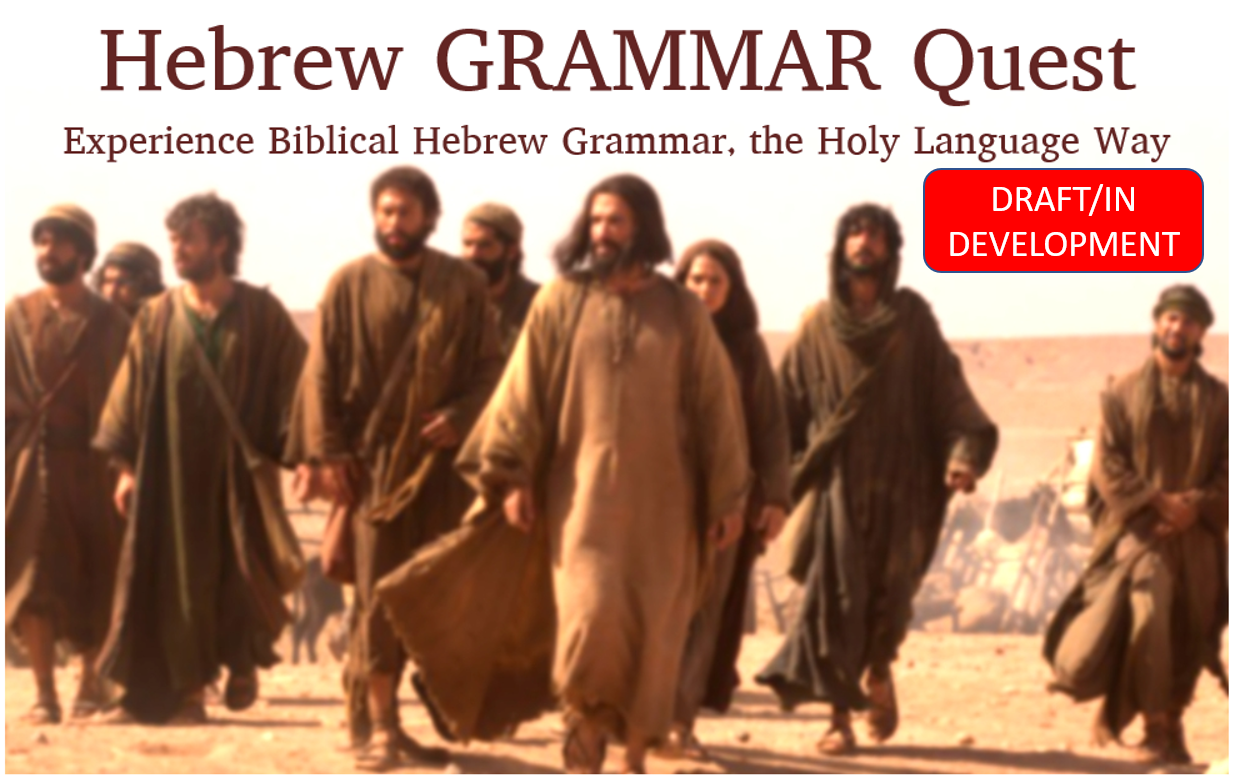 Hebrew GRAMMAR Quest
Experience Biblical Hebrew Grammar, the Holy Language Way
DRAFT/IN
DEVELOPMENT